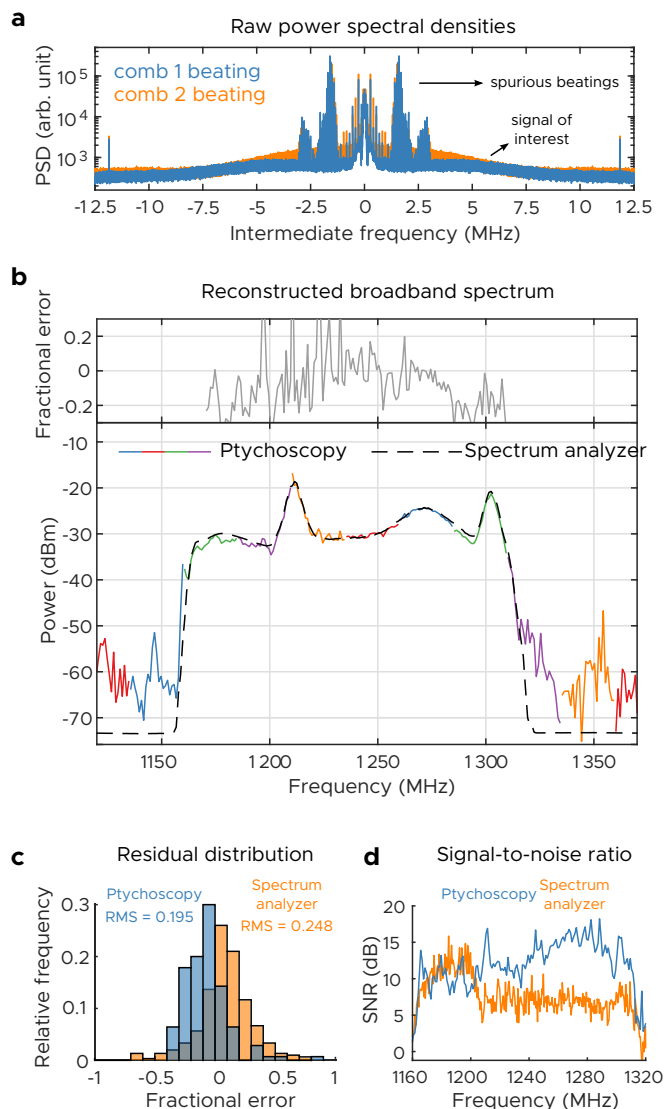 a
Raw power spectral densities
PSD (arb. unit)
10^5
10^4
10^3
comb 1 beating
comb 2 beating
spurious beatings
signal of
interest
-12.5 -10 -7.5 -5 -2.5 0 2.5 5 7.5 10 12.5
Intermediate frequency (MHz)
b
Reconstructed broadband spectrum
Fractional error
0.2
0
-0.2
Power (dBm)
-10
-20
-30
-40
-50
-60
-70
Ptychoscopy
Spectrum analyzer
1150 1200 1250 1300 1350
Frequency (MHz)
c
Residual distribution
Relative frequency
0.3
0.2
0.1
0
Ptychoscopy
RMS = 0.195
Spectrum
analyzer
RMS = 0.248
-1 -0.5 0 0.5 1
Fractional error
d
Signal-to-noise ratio
SNR (dB)
20
15
10
5
0
Ptychoscopy
Spectrum
analyzer
1160 1200 1240 1280 1320
Frequency (MHz)